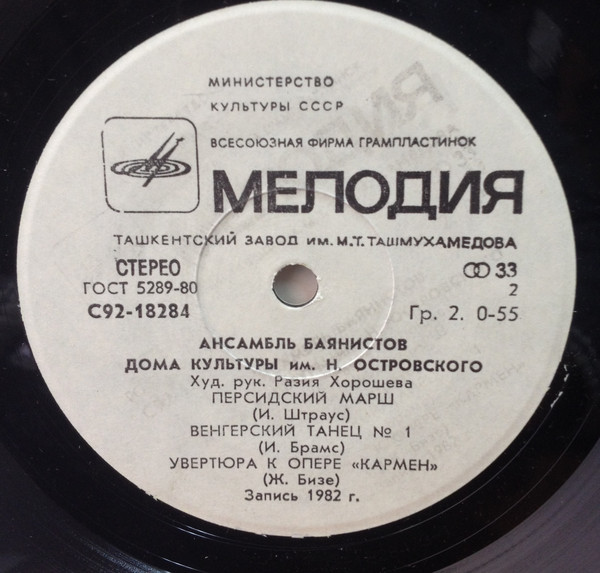 МИНИСТЕРСТВО
КУЛЬТУРЫ СССР
ВСЕСОЮЗНАЯ ФИРМА ГРАМПЛАСТИНОК
МЕЛОДИЯ
ТАШКЕНТСКИЙ ЗАВОД ИМ. М.Т. ТАШМУХАМЕДОВА
СТЕРЕО
ГОСТ 5289-80
С92-18284
33
2
Гр. 2. 0-55
АНСАМБЛЬ БАЯНИСТОВ
ДОМА КУЛЬТУРЫ им. Н. ОСТРОВСКОГО
Худ. рук. Разия Хорошева
ПЕРСИДСКИЙ МАРШ
(И. Штраус)
ВЕНГЕРСКИЙ ТАНЕЦ № 1
(И. Брамс)
УВЕРТЮРА К ОПЕРЕ «КАРМЕН»
(Ж. Бизе)
Запись 1982 г.